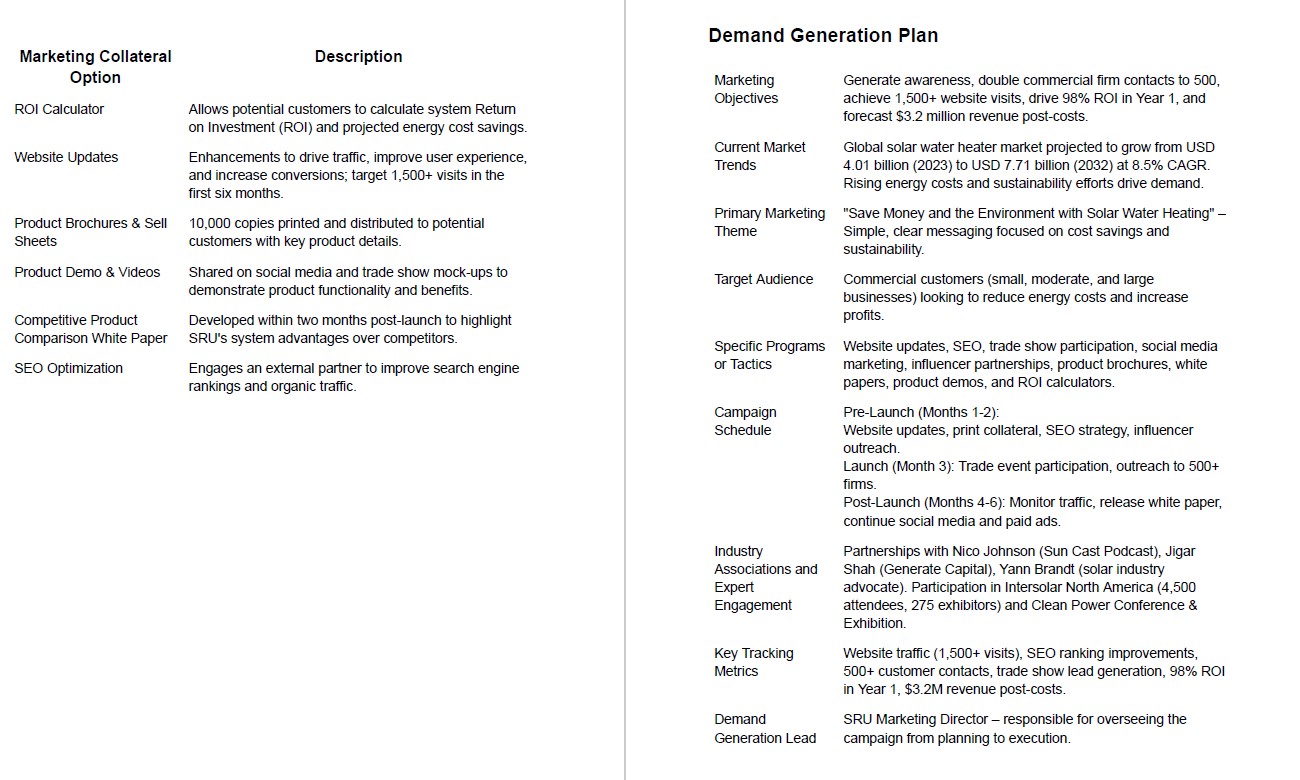 Marketing Collateral
Option
Description
ROI Calculator
Allows potential customers to calculate system Return
on Investment (ROI) and projected energy cost savings.
Website Updates
Enhancements to drive traffic, improve user experience,
and increase conversions; target 1,500+ visits in the
first six months.
Product Brochures & Sell
Sheets
10,000 copies printed and distributed to potential
customers with key product details.
Product Demo & Videos
Shared on social media and trade show mock-ups to
demonstrate product functionality and benefits.
Competitive Product
Comparison White Paper
Developed within two months post-launch to highlight
SRU's system advantages over competitors.
SEO Optimization
Engages an external partner to improve search engine
rankings and organic traffic.
Demand Generation Plan
Marketing
Objectives
Generate awareness, double commercial firm contacts to 500,
achieve 1,500+ website visits, drive 98% ROI in Year 1, and
forecast $3.2 million revenue post-costs.
Current Market
Trends
Global solar water heater market projected to grow from USD
4.01 billion (2023) to USD 7.71 billion (2032) at 8.5% CAGR.
Rising energy costs and sustainability efforts drive demand.
Primary Marketing
Theme
"Save Money and the Environment with Solar Water Heating" –
Simple, clear messaging focused on cost savings and
sustainability.
Target Audience
Commercial customers (small, moderate, and large
businesses) looking to reduce energy costs and increase
profits.
Specific Programs
or Tactics
Website updates, SEO, trade show participation, social media
marketing, influencer partnerships, product brochures, white
papers, product demos, and ROI calculators.
Campaign
Schedule
Pre-Launch (Months 1-2):
Website updates, print collateral, SEO strategy, influencer
outreach.
Launch (Month 3): Trade event participation, outreach to 500+
firms.
Post-Launch (Months 4-6): Monitor traffic, release white paper,
continue social media and paid ads.
Industry
Associations and
Expert
Engagement
Partnerships with Nico Johnson (Sun Cast Podcast), Jigar
Shah (Generate Capital), Yann Brandt (solar industry
advocate). Participation in Intersolar North America (4,500
attendees, 275 exhibitors) and Clean Power Conference &
Exhibition.
Key Tracking
Metrics
Website traffic (1,500+ visits), SEO ranking improvements,
500+ customer contacts, trade show lead generation, 98% ROI
in Year 1, $3.2M revenue post-costs.
Demand
Generation Lead
SRU Marketing Director – responsible for overseeing the
campaign from planning to execution.